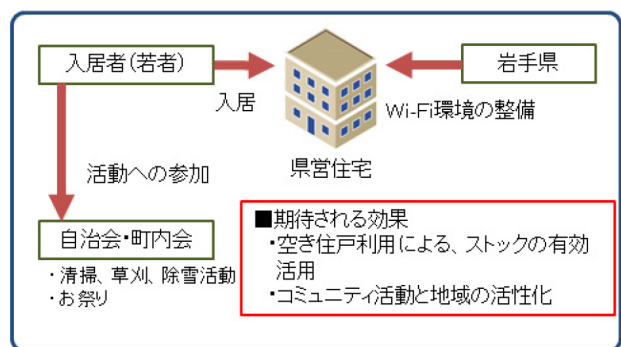 入居者(若者)
岩手県
入居
Wi-Fi環境の整備
県営住宅
活動への参加
自治会・町内会
・清掃、草刈、除雪活動
・お祭り
■期待される効果
・空き住戸利用による、ストックの有効
活用
・コミュニティ活動と地域の活性化